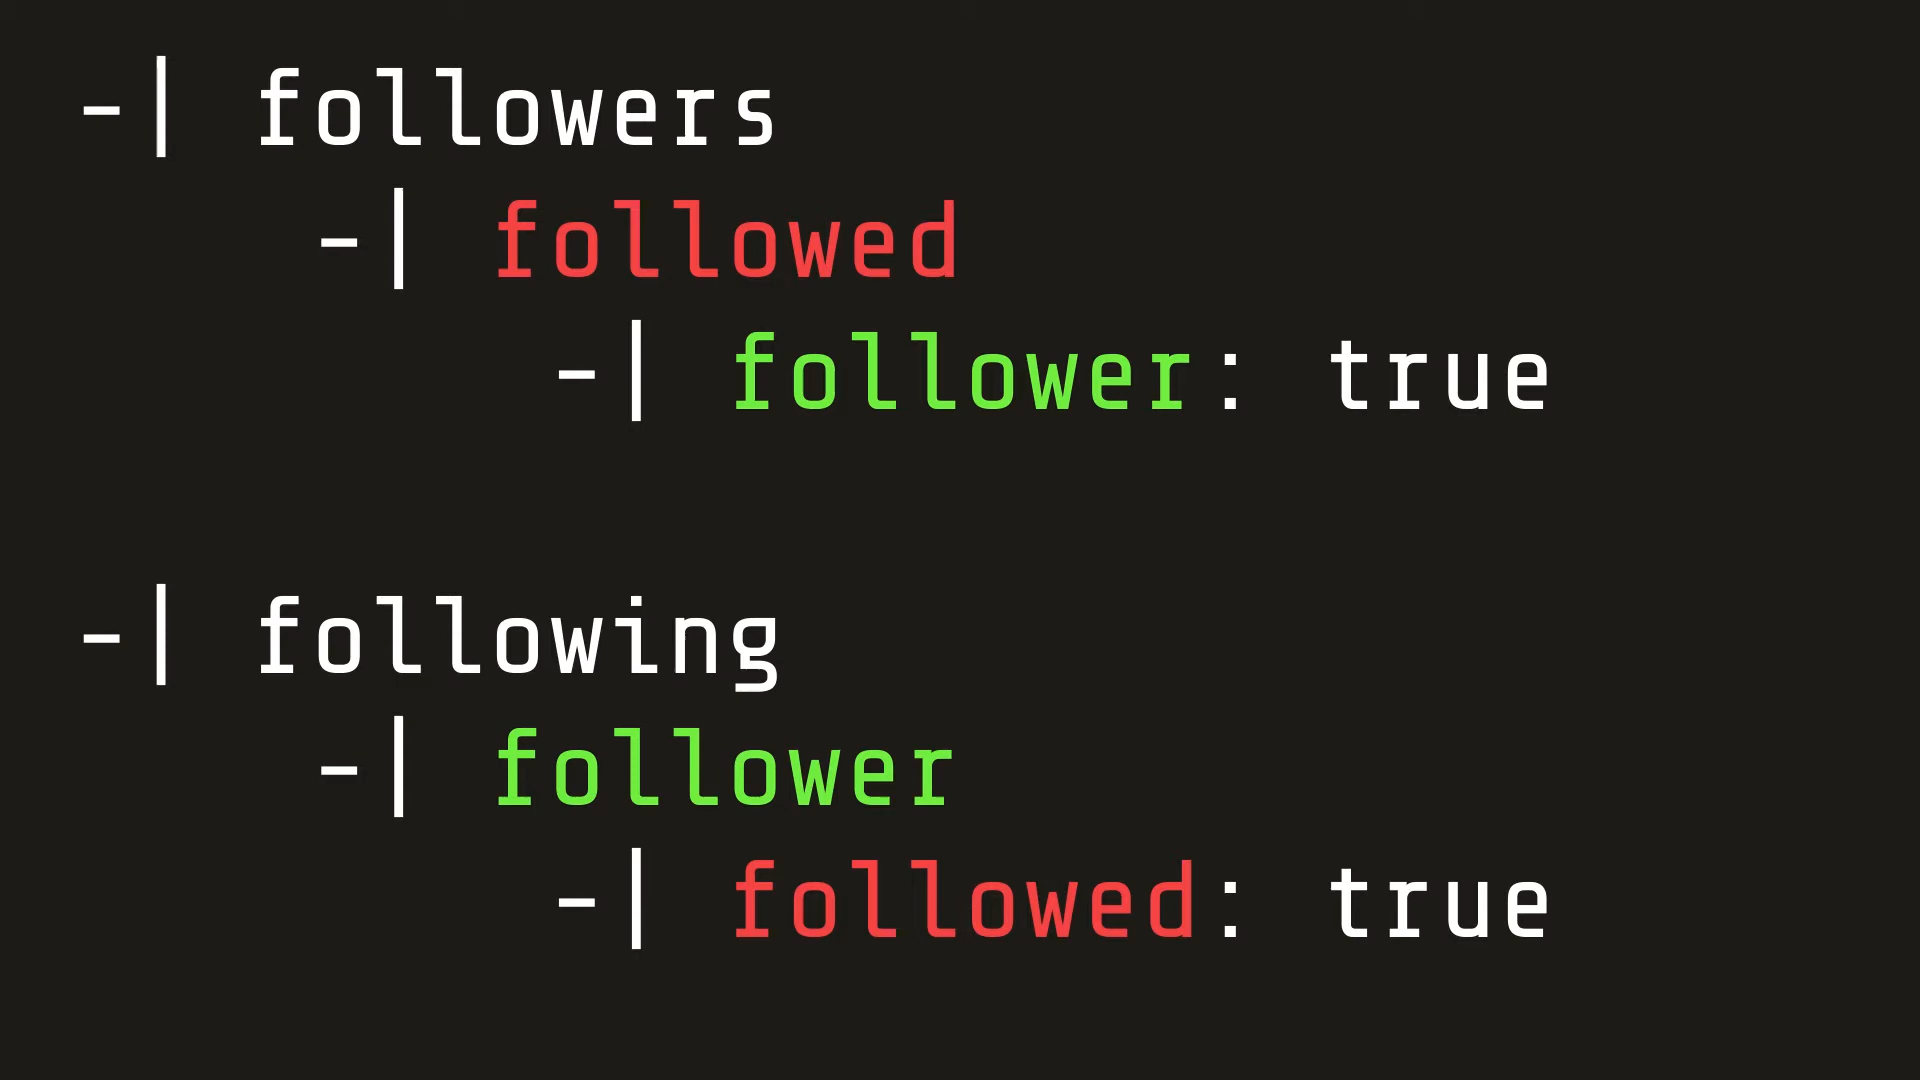 -| followers
-| followed
-| follower: true
-| following
-| follower
-| followed: true